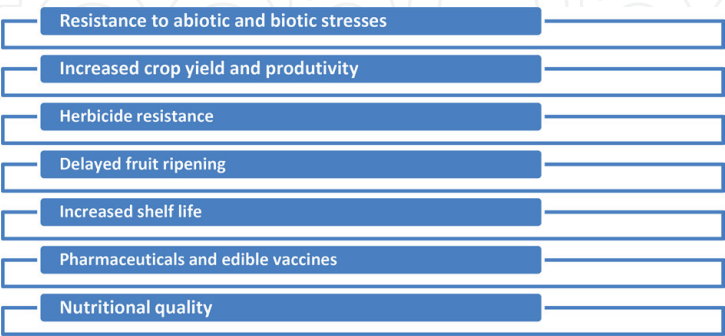 Resistance to abiotic and biotic stresses
Increased crop yield and produtivity
Herbicide resistance
Delayed fruit ripening
Increased shelf life
Pharmaceuticals and edible vaccines
Nutritional quality